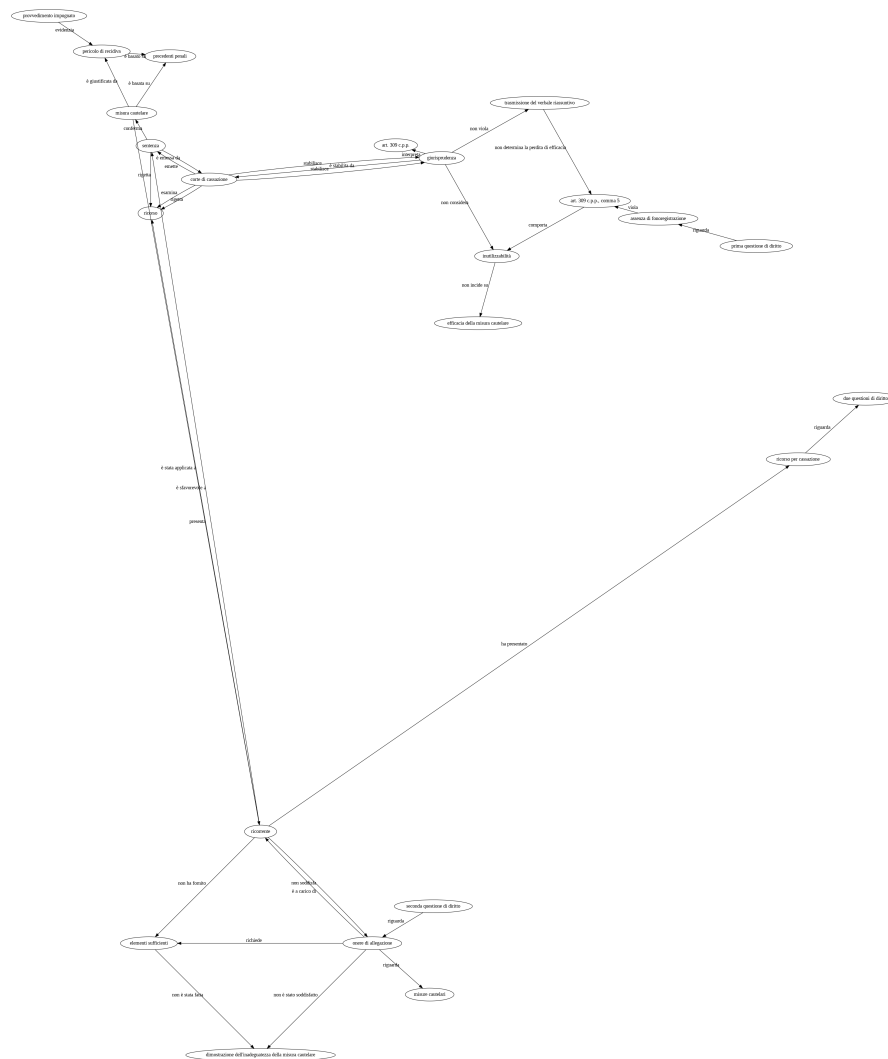 provvedimento impugnato
evidenzia
pericolo di recidiva
è basato su
precedenti penali
è giustificata da
è basata su
misura cautelare
conferma
sentenza
è emessa da
emette
rigetta
corte di cassazione
esamina
ricorso
stabilisce
è stabilita da
stabilisce
art. 309 c.p.p.
interpreta
giurisprudenza
non viola
trasmissione del verbale riassuntivo
non determina la perdita di efficacia
non considera
art. 309 c.p.p., comma 5
viola
assenza di fonoregistrazione
riguarda
prima questione di diritto
comporta
inutilizzabilità
non incide su
efficacia della misura cautelare
due questioni di diritto
riguarda
ricorso per cassazione
è stata applicata a
è sfavorevole a
presenta
ha presentato
ricorrente
non ha fornito
non soddisfa
è a carico di
seconda questione di diritto
riguarda
elementi sufficienti
richiede
onere di allegazione
riguarda
misure cautelari
non è stata fatta
non è stato soddisfatto
dimostrazione dell'inadeguatezza della misura cautelare